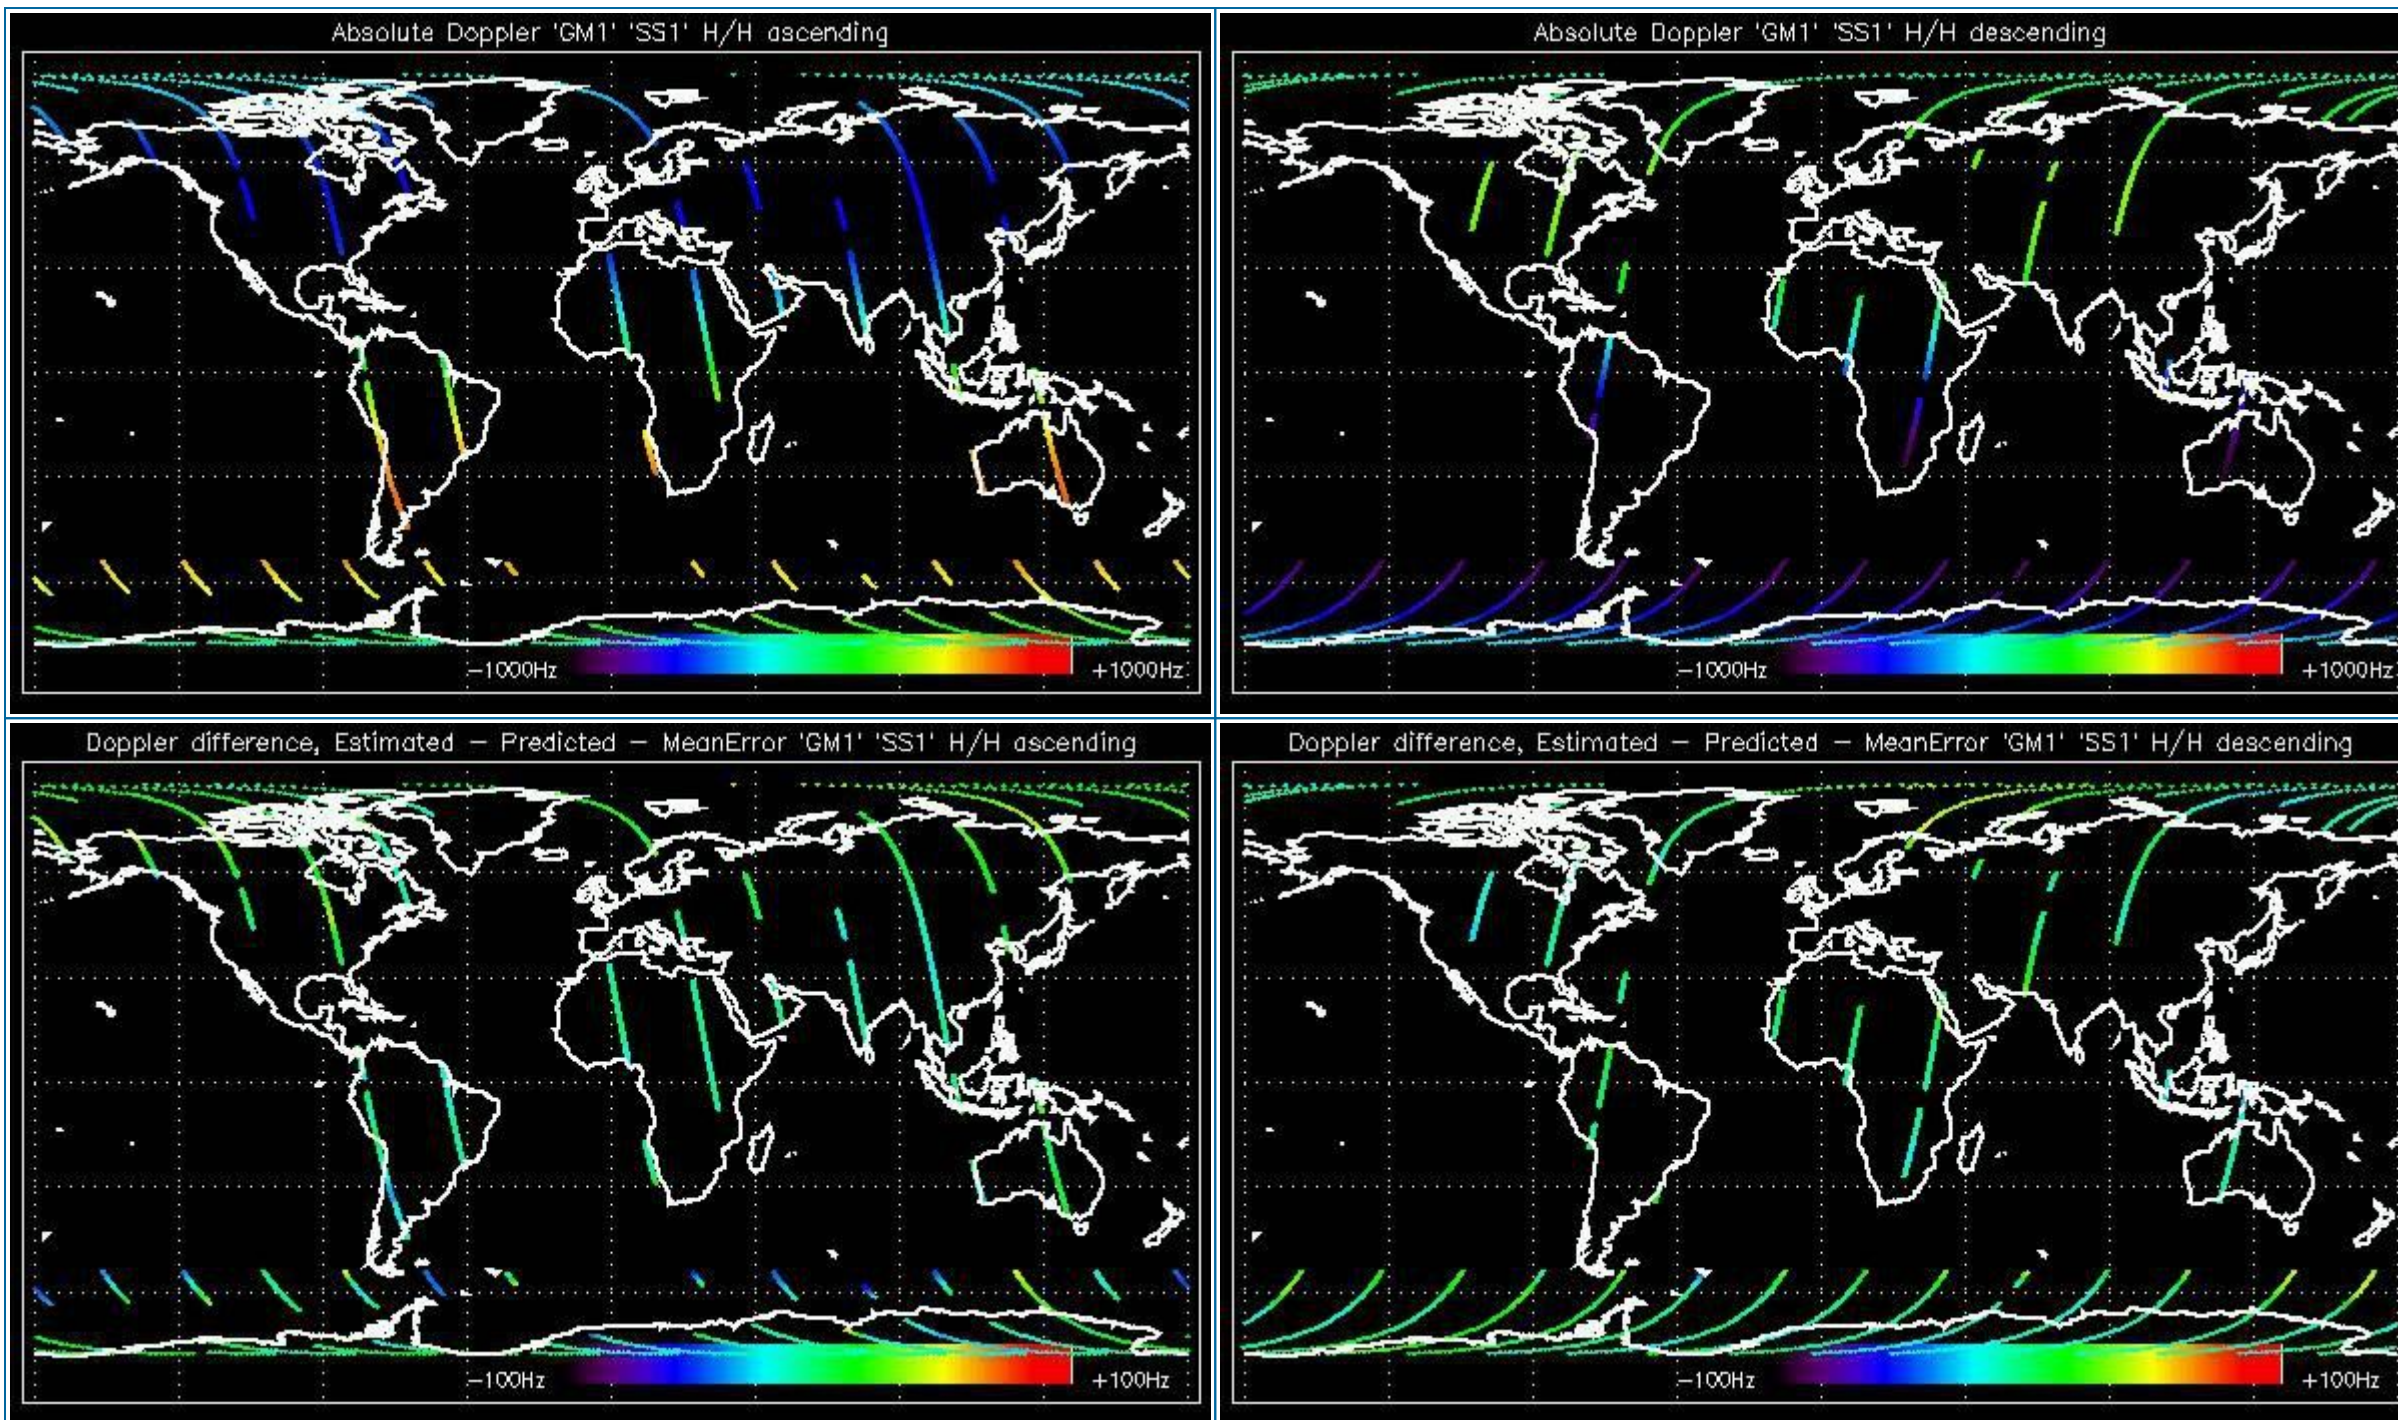 Absolute Doppler 'GM1' 'SS1' H/H ascending
−1000Hz
+1000Hz
Absolute Doppler 'GM1' 'SS1' H/H descending
−1000Hz
+1000Hz
Doppler difference, Estimated − Predicted − MeanError 'GM1' 'SS1' H/H ascending
−100Hz
+100Hz
Doppler difference, Estimated − Predicted − MeanError 'GM1' 'SS1' H/H descending
−100Hz
+100Hz